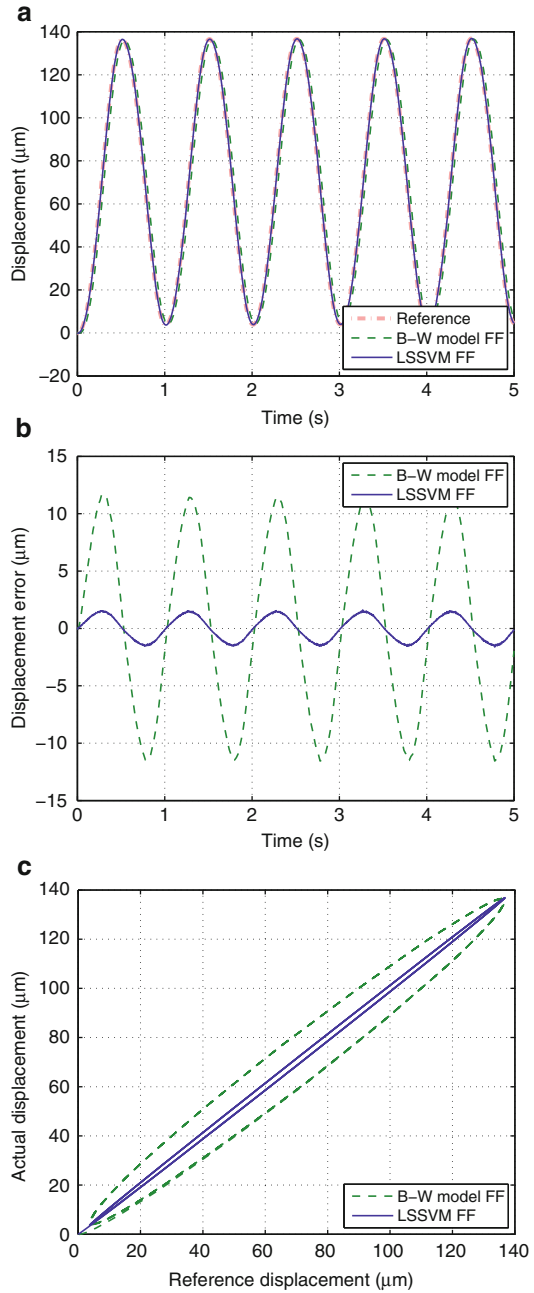 a
140
120
100
80
60
40
20
0
−20
Displacement (μm)
Reference
B−W model FF
LSSVM FF
0 1 2 3 4 5
Time (s)
b
15
10
5
0
−5
−10
−15
Displacement error (μm)
B−W model FF
LSSVM FF
0 1 2 3 4 5
Time (s)
c
140
120
100
80
60
40
20
0
Actual displacement (μm)
B−W model FF
LSSVM FF
0 20 40 60 80 100 120 140
Reference displacement (μm)